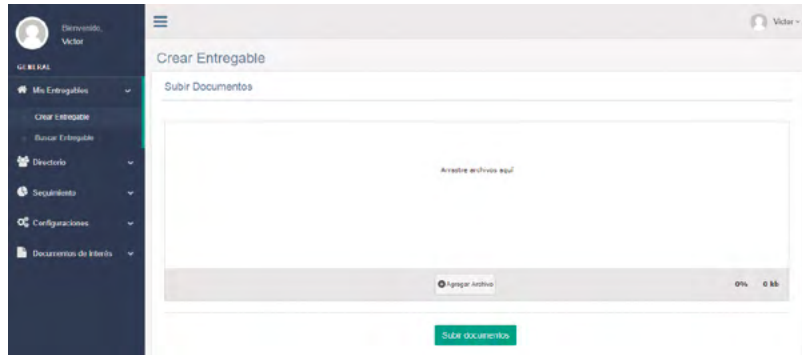 Bienvenido,
Victor
GENERAL
Mis Entregables
Crear Entregable
Buscar Entregable
Directorio
Seguimiento
Configuraciones
Documentos de Interés
Victor
Crear Entregable
Subir Documentos
Arrastre archivos aquí
Agregar Archivo
0% 0 kb
Subir documentos